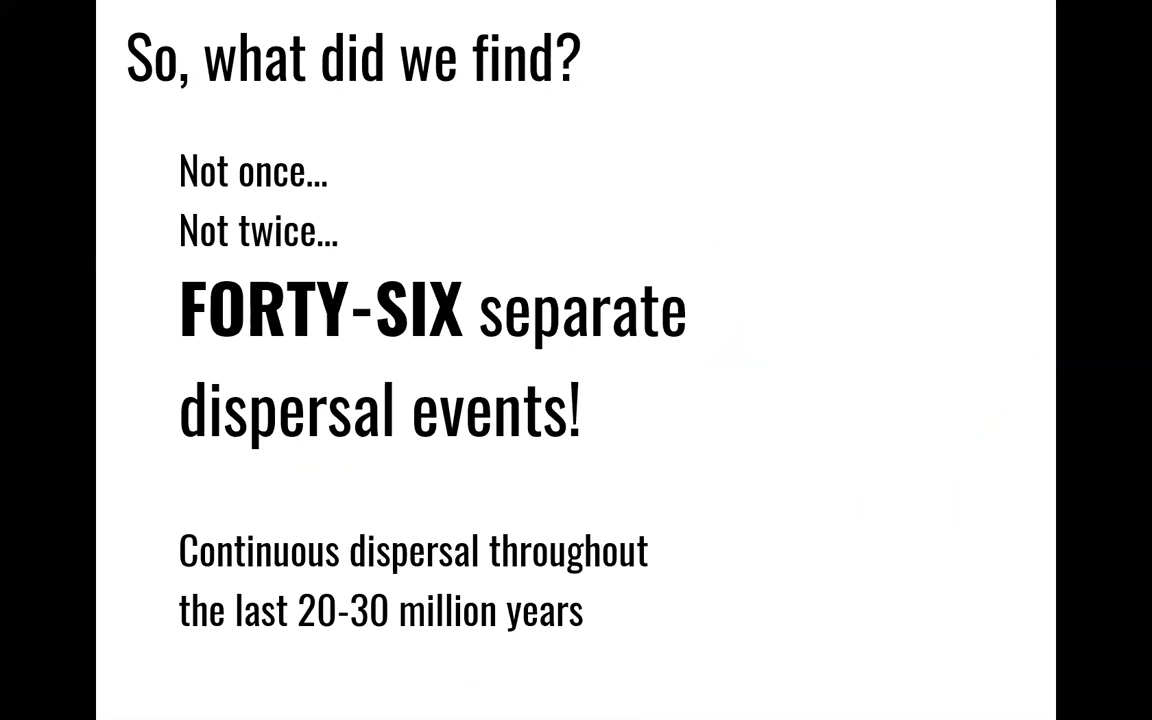 So, what did we find?
Not once...
Not twice...
FORTY-SIX separate
dispersal events!
Continuous dispersal throughout
the last 20-30 million years